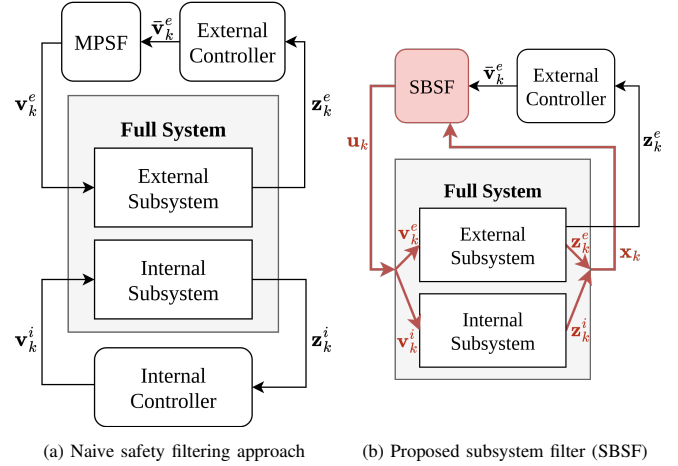 MPSF
v̄ₖᵉ
External
Controller
vₖᵉ
zₖᵉ
Full System
External
Subsystem
Internal
Subsystem
vₖⁱ
zₖⁱ
Internal
Controller
(a) Naive safety filtering approach
SBSF
v̄ₖᵉ
External
Controller
uₖ
zₖᵉ
Full System
vₖᵉ
External
Subsystem
zₖᵉ
xₖ
vₖⁱ
Internal
Subsystem
zₖⁱ
(b) Proposed subsystem filter (SBSF)